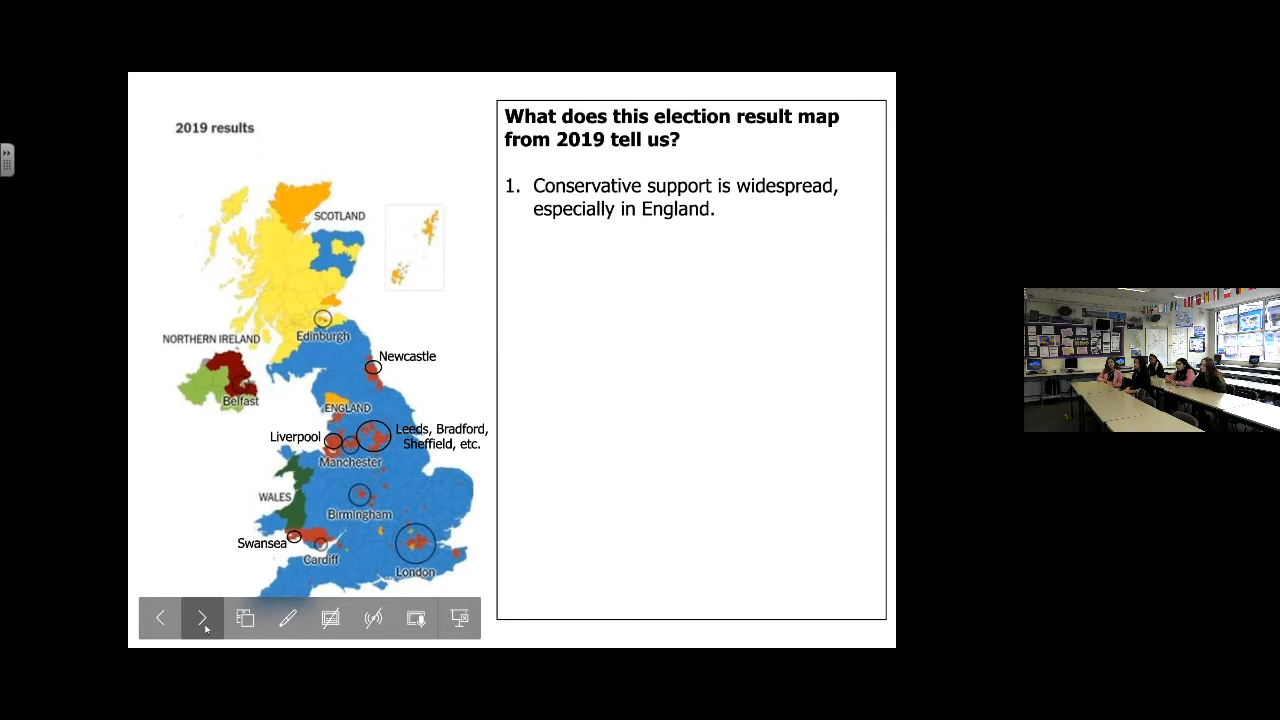 2019 results
SCOTLAND
Edinburgh
NORTHERN IRELAND
Belfast
Newcastle
ENGLAND
Liverpool
Leeds, Bradford,
Sheffield, etc.
Manchester
WALES
Birmingham
Swansea
Cardiff
London
What does this election result map
from 2019 tell us?
1. Conservative support is widespread,
especially in England.